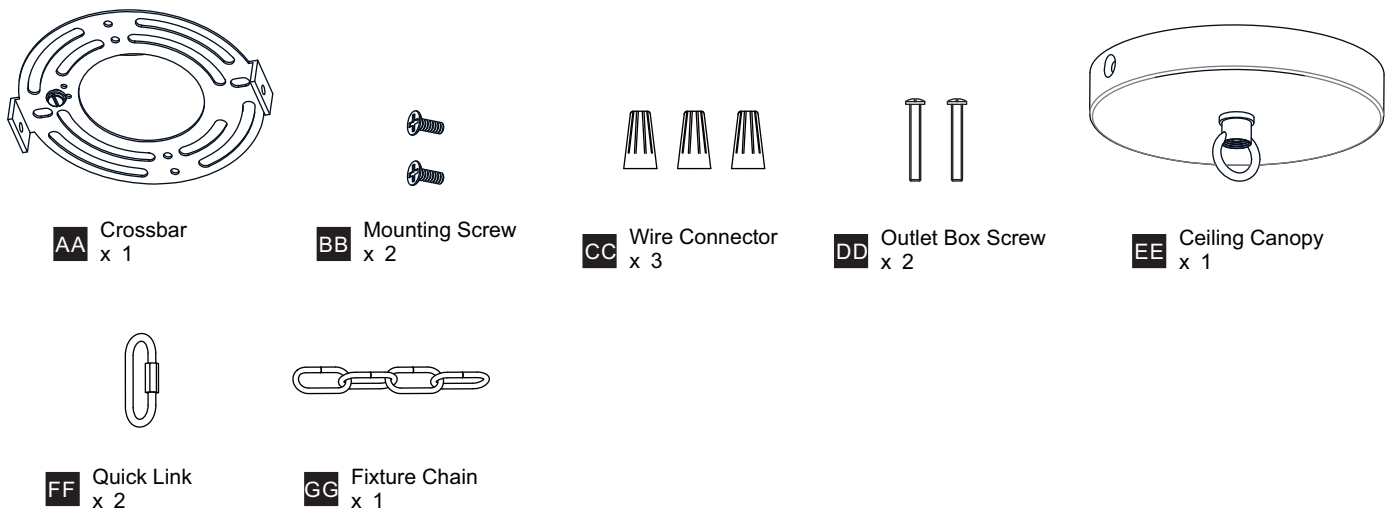 AA Crossbar
x 1
BB Mounting Screw
x 2
CC Wire Connector
x 3
DD Outlet Box Screw
x 2
EE Ceiling Canopy
x 1
FF Quick Link
x 2
GG Fixture Chain
x 1